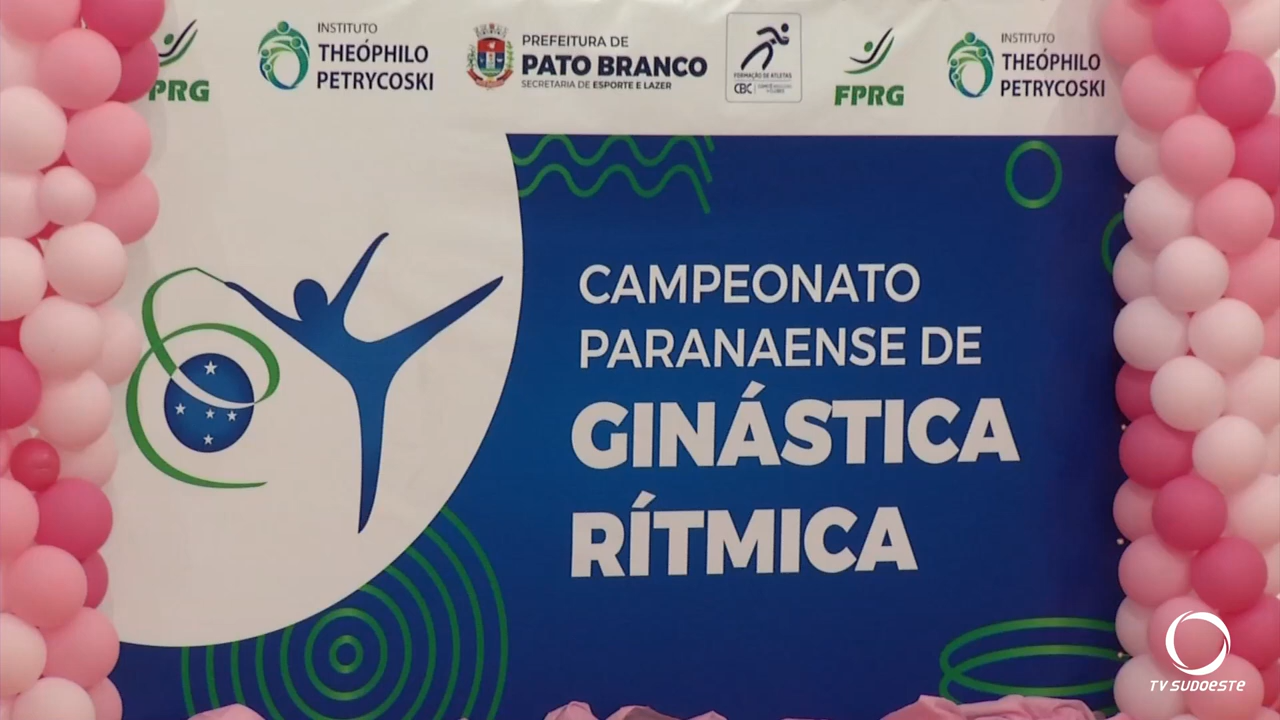 FPRG
INSTITUTO
THEÓPHILO
PETRYCOSKI
PREFEITURA DE
PATO BRANCO
SECRETARIA DE ESPORTE E LAZER
FORMAÇÃO DE ATLETAS
CBC
FPRG
INSTITUTO
THEÓPHILO
PETRYCOSKI
CAMPEONATO
PARANAENSE DE
GINÁSTICA
RÍTMICA
TV SUDOESTE